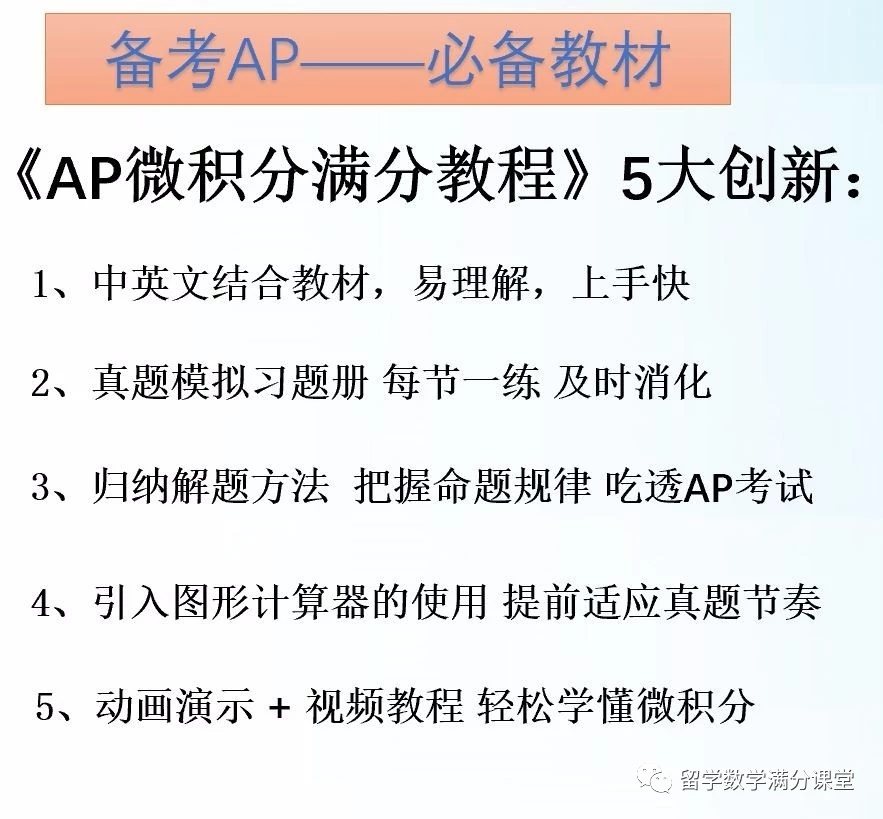 备考AP——必备教材
《AP微积分满分教程》5大创新：
1、中英文结合教材，易理解，上手快
2、真题模拟习题册 每节一练 及时消化
3、归纳解题方法 把握命题规律 吃透AP考试
4、引入图形计算器的使用 提前适应真题节奏
5、动画演示 + 视频教程 轻松学懂微积分
留学数学满分课堂